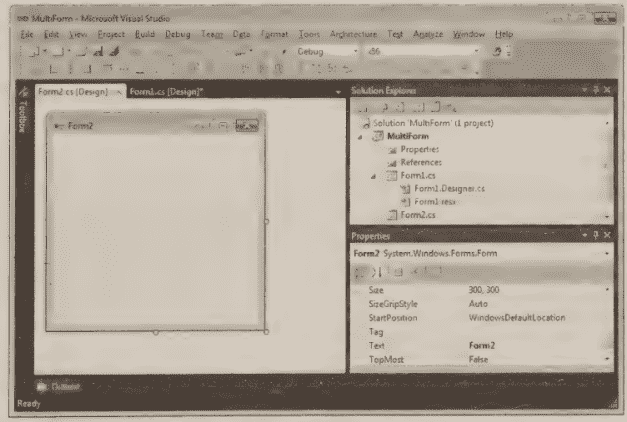 MultiForm - Microsoft Visual Studio
File Edit View Project Build Debug Team Data Format Tools Architecture Test Analyze Window Help
Debug x86
Toolbox
Form2.cs [Design] Form1.cs [Design]*
Form2
Solution Explorer
Solution 'MultiForm' (1 project)
MultiForm
Properties
References
Form1.cs
Form1.Designer.cs
Form1.resx
Form2.cs
Properties
Form2 System.Windows.Forms.Form
Size 300, 300
SizeGripStyle Auto
StartPosition WindowsDefaultLocation
Tag
Text Form2
TopMost False
Output
Ready